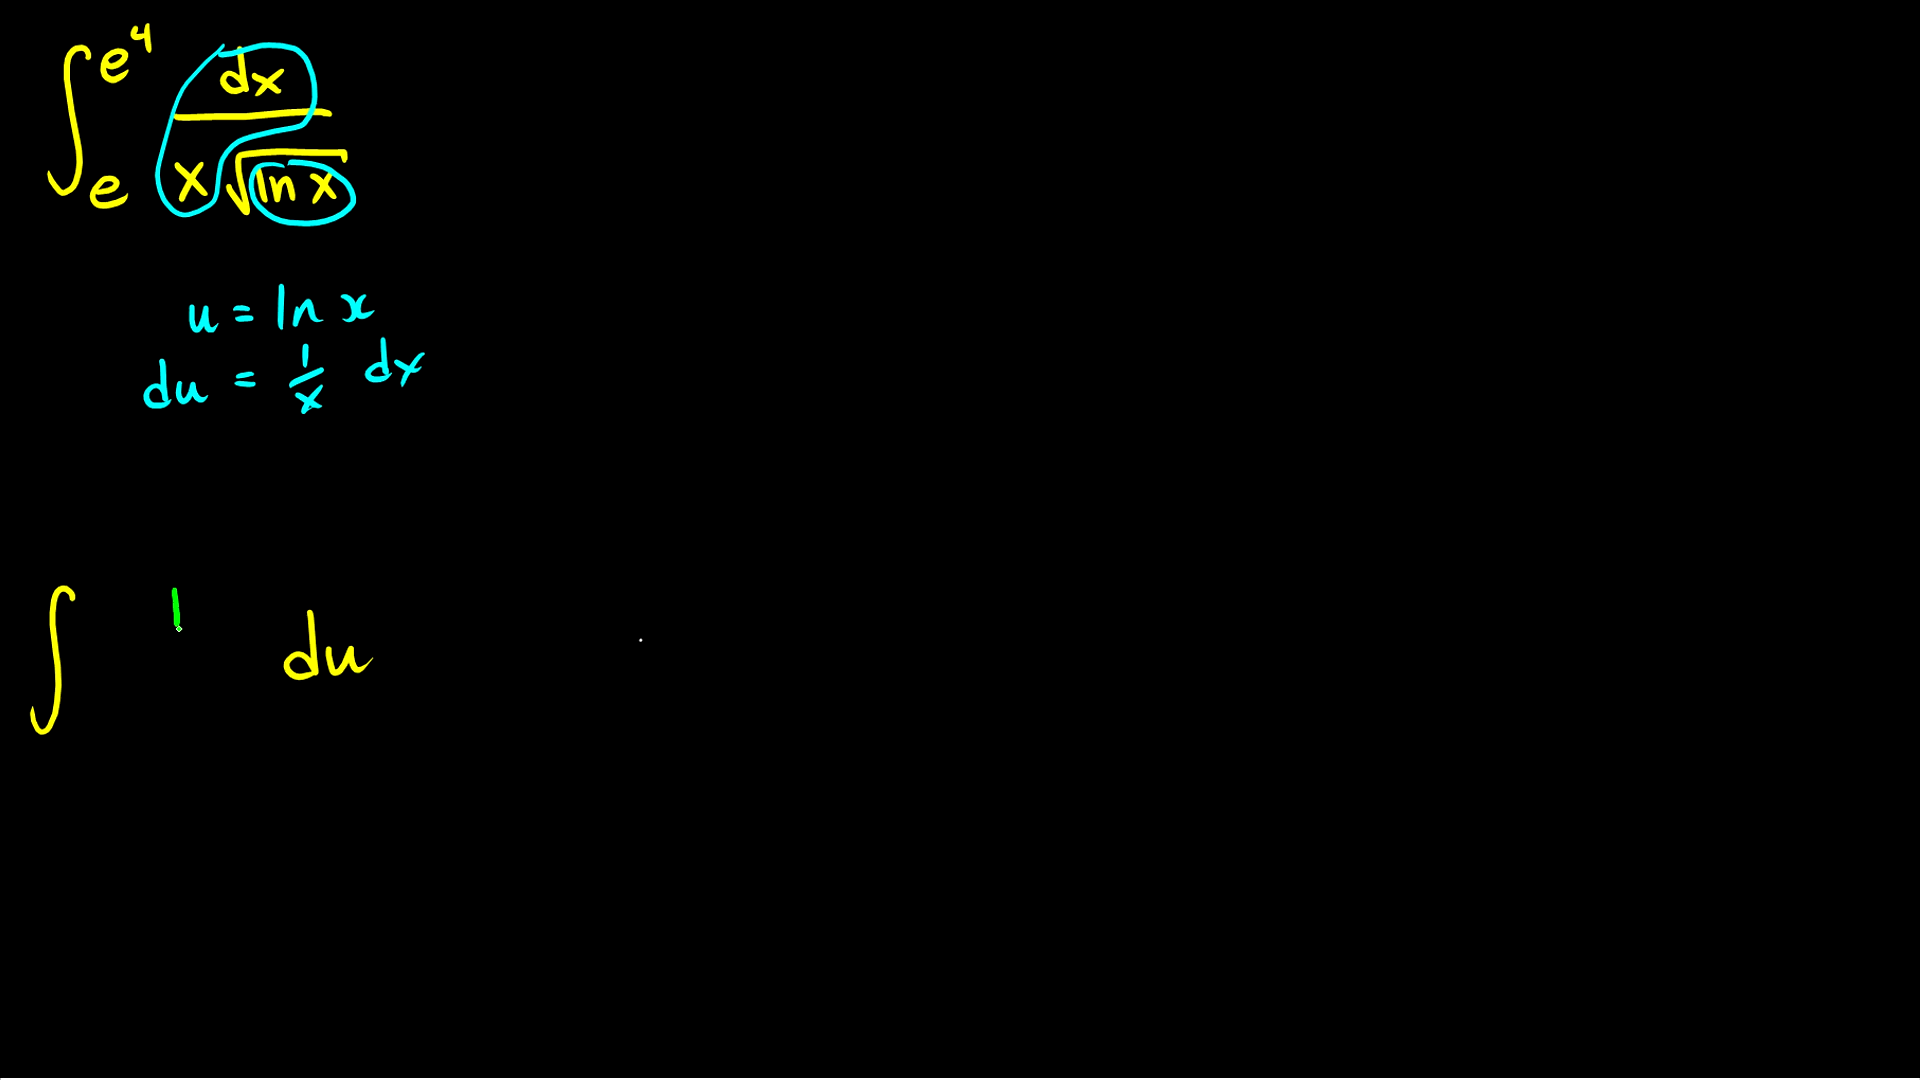 ∫_e^{e^4} dx / (x √(ln x))
u = ln x
du = 1/x dx
∫ 1 du